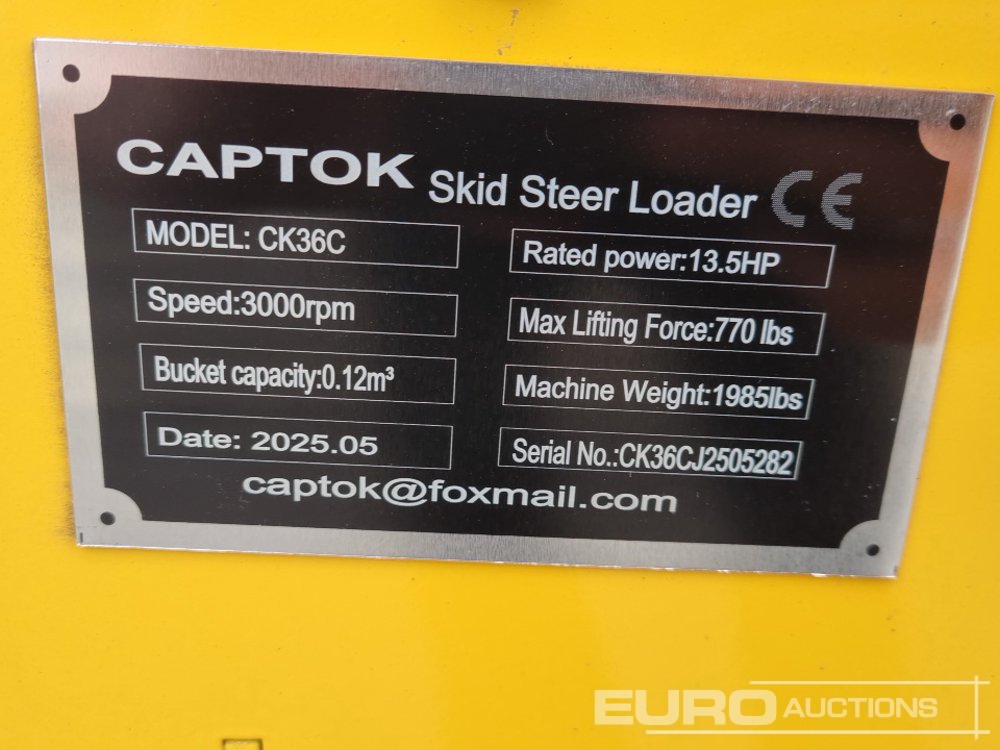 CAPTOK Skid Steer Loader CE
MODEL: CK36C
Rated power:13.5HP
Speed:3000rpm
Max Lifting Force:770 lbs
Bucket capacity:0.12m³
Machine Weight:1985lbs
Date: 2025.05
Serial No.:CK36CJ2505282
captok@foxmail.com
EURO AUCTIONS